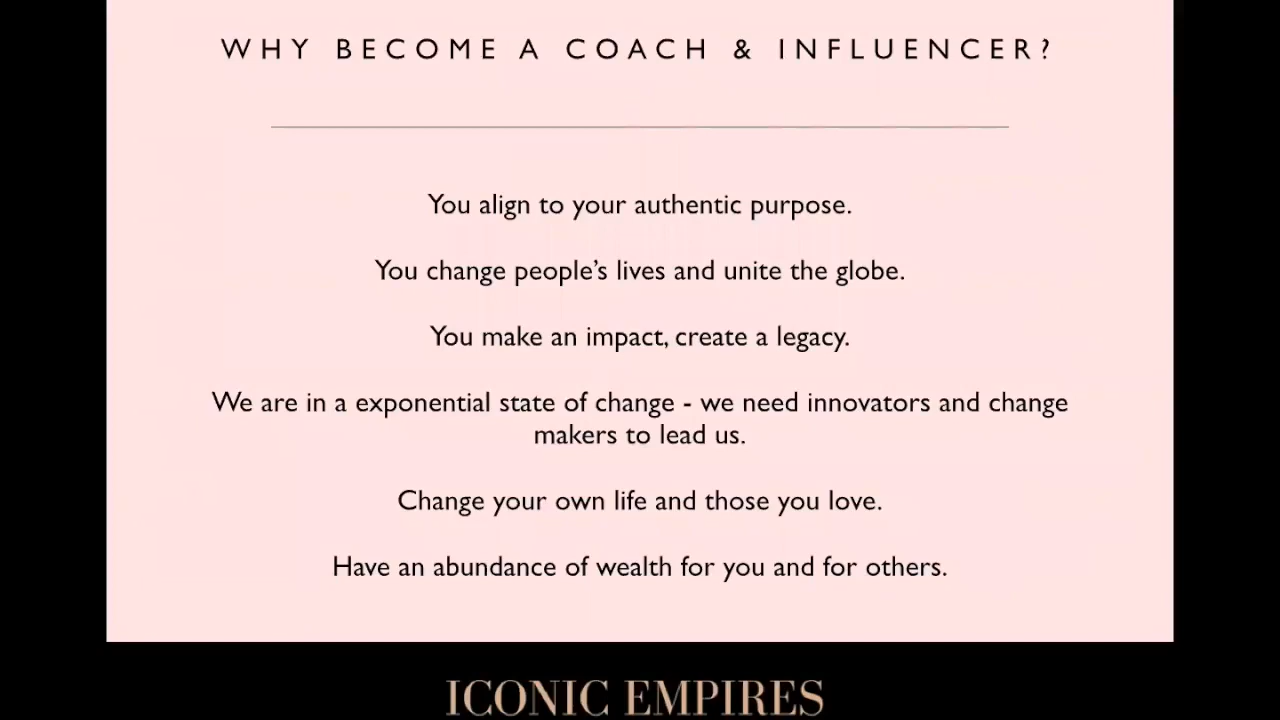 WHY BECOME A COACH & INFLUENCER?
You align to your authentic purpose.
You change people’s lives and unite the globe.
You make an impact, create a legacy.
We are in a exponential state of change - we need innovators and change
makers to lead us.
Change your own life and those you love.
Have an abundance of wealth for you and for others.
ICONIC EMPIRES